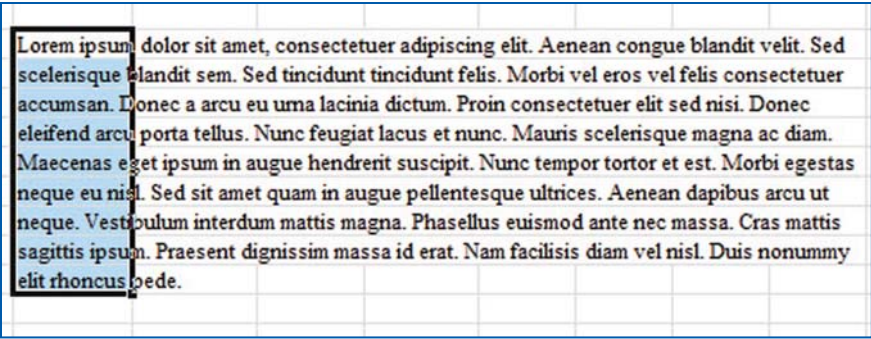 Lorem ipsum dolor sit amet, consectetuer adipiscing elit. Aenean congue blandit velit. Sed
scelerisque blandit sem. Sed tincidunt tincidunt felis. Morbi vel eros vel felis consectetuer
accumsan. Donec a arcu eu urna lacinia dictum. Proin consectetuer elit sed nisi. Donec
eleifend arcu porta tellus. Nunc feugiat lacus et nunc. Mauris scelerisque magna ac diam.
Maecenas eget ipsum in augue hendrerit suscipit. Nunc tempor tortor et est. Morbi egestas
neque eu nisl. Sed sit amet quam in augue pellentesque ultrices. Aenean dapibus arcu ut
neque. Vestibulum interdum mattis magna. Phasellus euismod ante nec massa. Cras mattis
sagittis ipsum. Praesent dignissim massa id erat. Nam facilisis diam vel nisl. Duis nonummy
elit rhoncus pede.